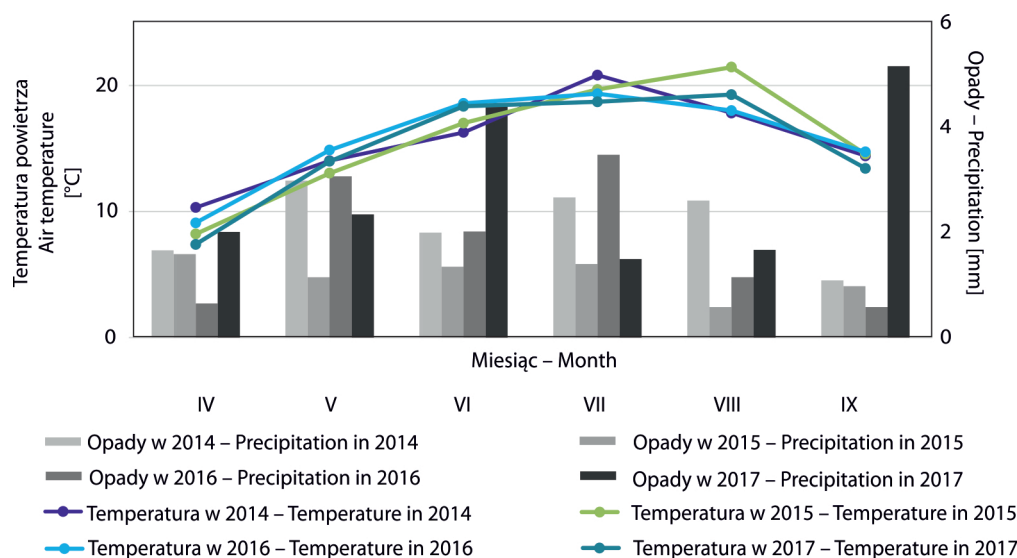 Temperatura powietrza
Air temperature
[°C]
20
10
0
6
4
2
0
Opady – Precipitation [mm]
Miesiąc – Month
IV V VI VII VIII IX
Opady w 2014 – Precipitation in 2014
Opady w 2015 – Precipitation in 2015
Opady w 2016 – Precipitation in 2016
Opady w 2017 – Precipitation in 2017
Temperatura w 2014 – Temperature in 2014
Temperatura w 2015 – Temperature in 2015
Temperatura w 2016 – Temperature in 2016
Temperatura w 2017 – Temperature in 2017